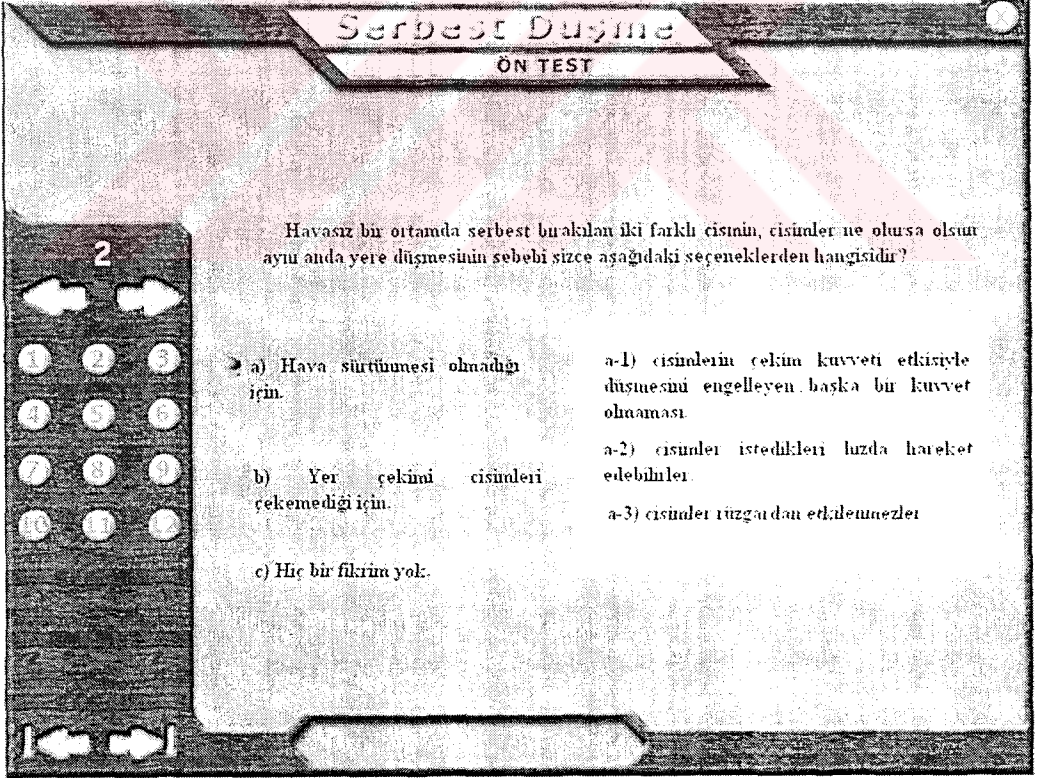 Serbest Düşme
ÖN TEST
2
Havasız bir ortamda serbest bırakılan iki farklı cismin, cisimler ne olursa olsun
aynı anda yere düşmesinin sebebi sizce aşağıdaki seçeneklerden hangisidir?
a) Hava sürtünmesi olmadığı
için.
b) Yer çekimi cisimleri
çekemediği için.
c) Hiç bir fikrim yok.
a-1) cisimlerin çekim kuvveti etkisiyle
düşmesini engelleyen başka bir kuvvet
olmaması
a-2) cisimler istedikleri hızda hareket
edebilirler
a-3) cisimler rüzgardan etkilenmezler
1 2 3
4 5 6
7 8 9
10 11 12